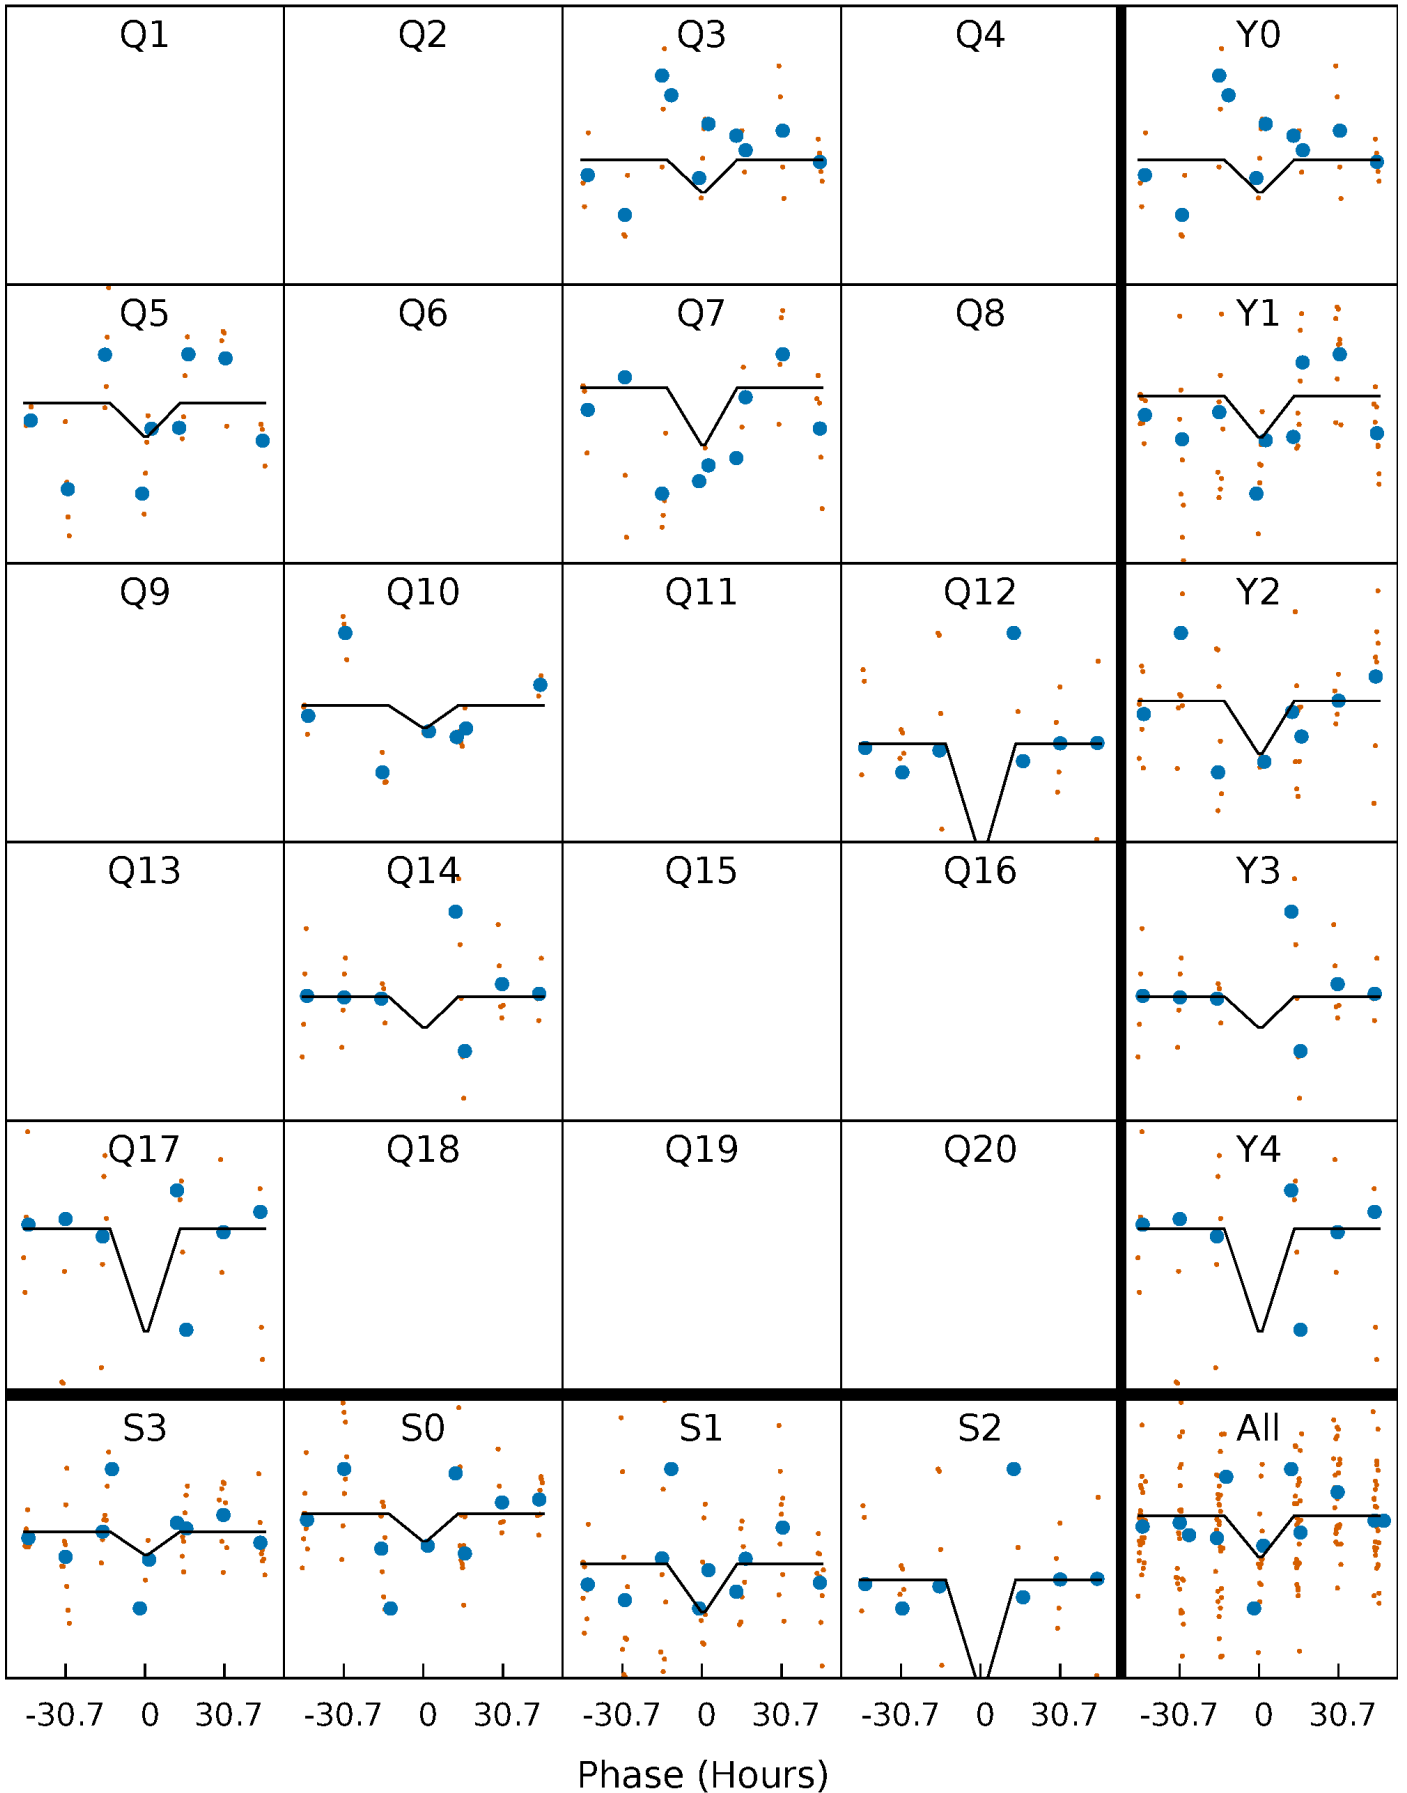 Q1 Q2 Q3 Q4 Y0
Q5 Q6 Q7 Q8 Y1
Q9 Q10 Q11 Q12 Y2
Q13 Q14 Q15 Q16 Y3
Q17 Q18 Q19 Q20 Y4
S3 S0 S1 S2 All
-30.7 0 30.7 -30.7 0 30.7 -30.7 0 30.7 -30.7 0 30.7 -30.7 0 30.7
Phase (Hours)